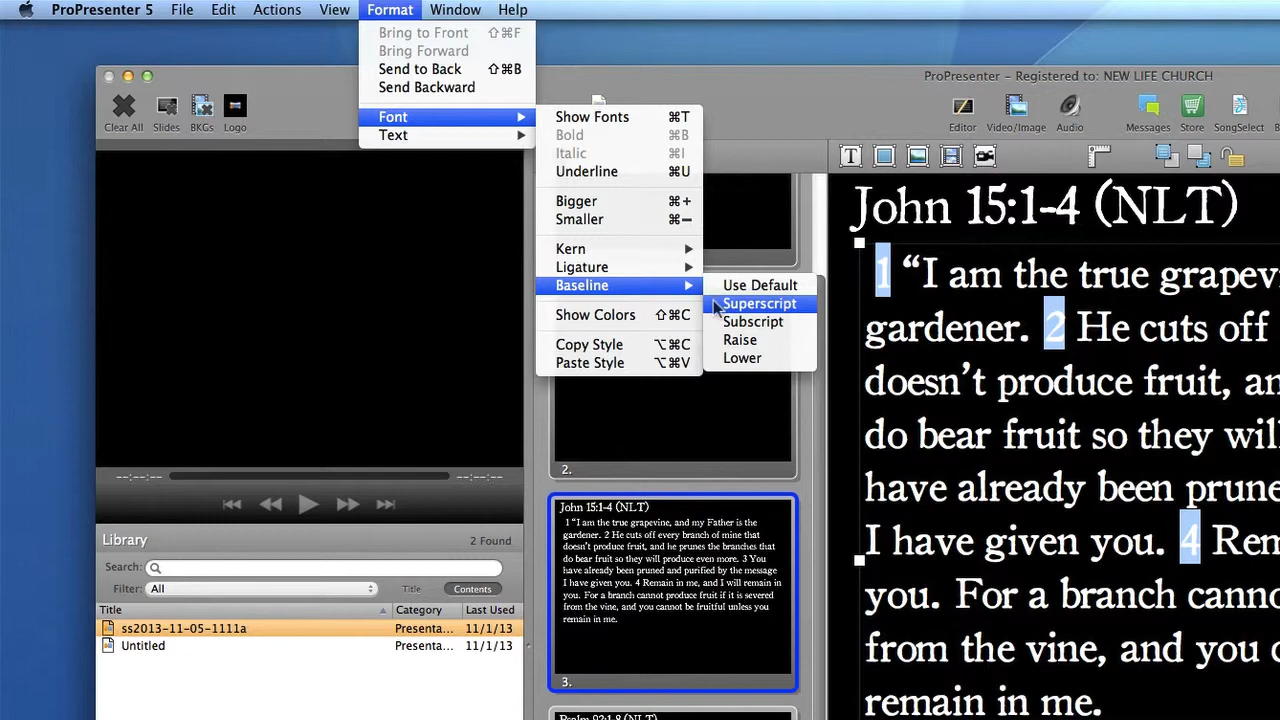 ProPresenter 5 File Edit Actions View Format Window Help
Bring to Front ⇧⌘F
Bring Forward
Send to Back ⇧⌘B
Send Backward
Font
Text
Show Fonts ⌘T
Bold ⌘B
Italic ⌘I
Underline ⌘U
Bigger ⌘+
Smaller ⌘−
Kern
Ligature
Baseline
Show Colors ⇧⌘C
Copy Style ⌥⌘C
Paste Style ⌥⌘V
Use Default
Superscript
Subscript
Raise
Lower
ProPresenter - Registered to: NEW LIFE CHURCH
Clear All Slides BKGs Logo
Editor Video/Image Audio Messages Store SongSelect
--:--:-- --:--:--
Library 2 Found
Search:
Filter: All Title Contents
Title Category Last Used
ss2013-11-05-1111a Presenta... 11/1/13
Untitled Presenta... 11/1/13
2.
John 15:1-4 (NLT)
1 “I am the true grapevine, and my Father is the
gardener. 2 He cuts off every branch of mine that
doesn’t produce fruit, and he prunes the branches that
do bear fruit so they will produce even more. 3 You
have already been pruned and purified by the message
I have given you. 4 Remain in me, and I will remain in
you. For a branch cannot produce fruit if it is severed
from the vine, and you cannot be fruitful unless you
remain in me.
3.
Psalm 92:1-8 (NLT)
John 15:1-4 (NLT)
1 “I am the true grapevi
gardener. 2 He cuts off
doesn’t produce fruit, an
do bear fruit so they will
have already been prune
I have given you. 4 Rem
you. For a branch canno
from the vine, and you c
remain in me.